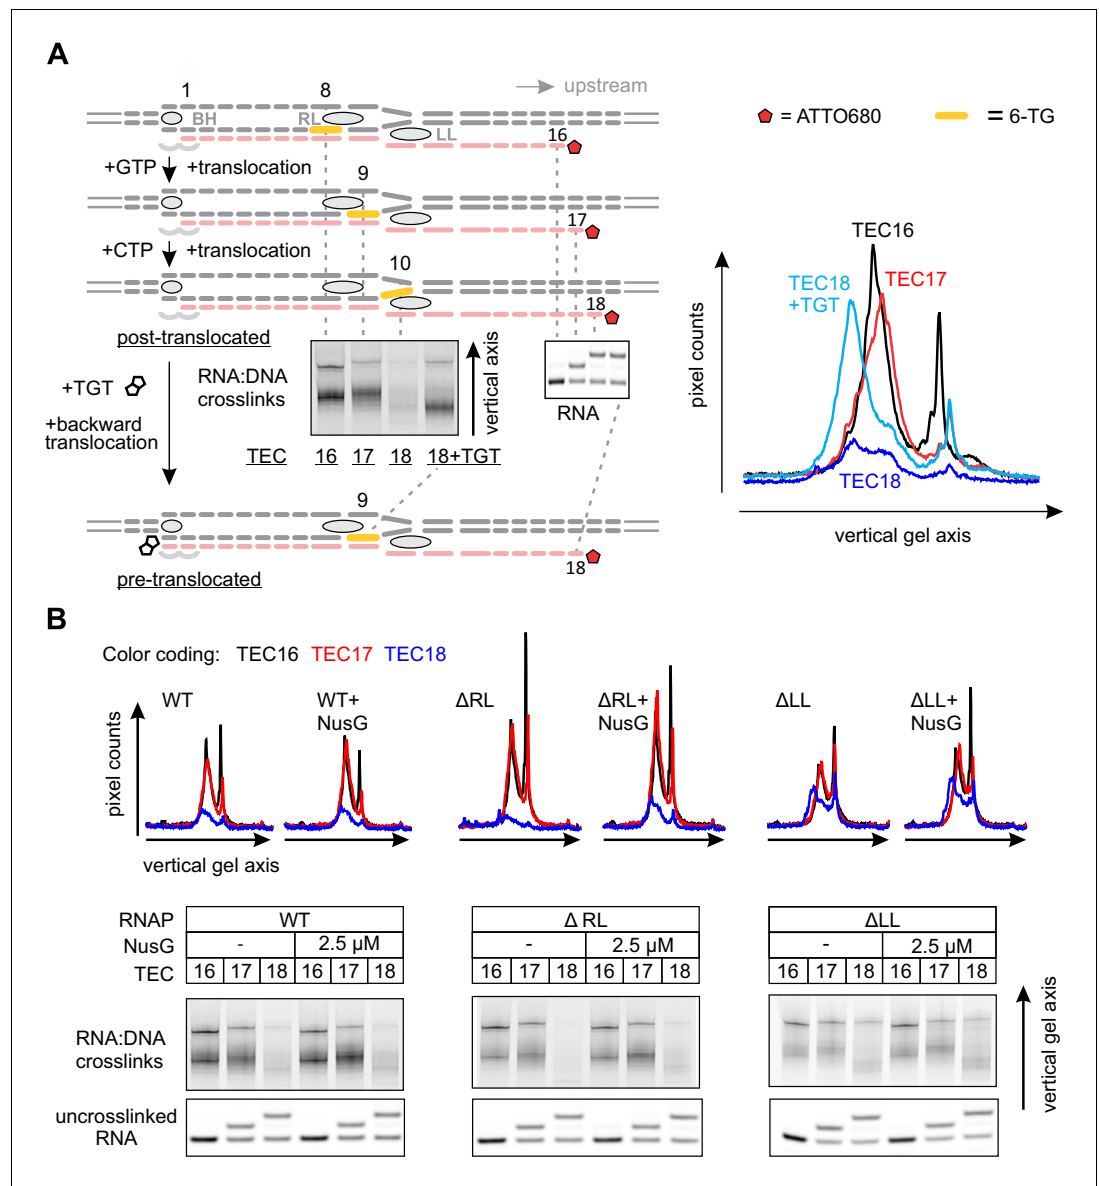 A
1
8
upstream
BH
RL
LL
16
= ATTO680
= 6-TG
+GTP
+translocation
9
17
+CTP
+translocation
10
18
post-translocated
+TGT
+backward
translocation
RNA:DNA
crosslinks
vertical axis
RNA
TEC
16
17
18
18+TGT
9
18
pre-translocated
pixel counts
TEC16
TEC18
+TGT
TEC17
TEC18
vertical gel axis
B
Color coding: TEC16 TEC17 TEC18
pixel counts
WT
WT+
NusG
ΔRL
ΔRL+
NusG
ΔLL
ΔLL+
NusG
vertical gel axis
RNAP WT Δ RL ΔLL
NusG - 2.5 µM - 2.5 µM - 2.5 µM
TEC 16 17 18 16 17 18 16 17 18 16 17 18 16 17 18 16 17 18
RNA:DNA
crosslinks
uncrosslinked
RNA
vertical gel axis